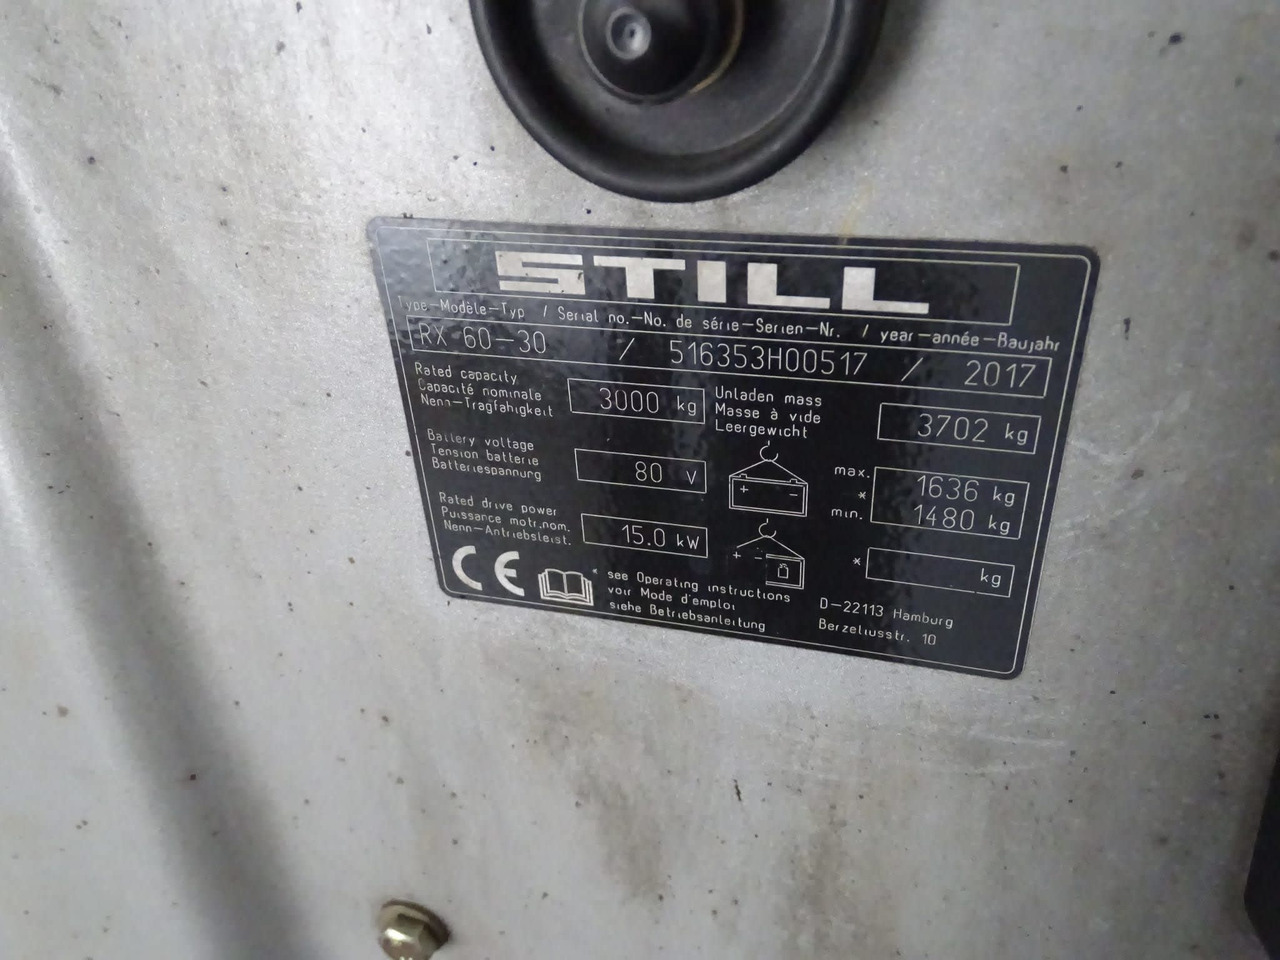 STILL
Type-Modèle-Typ / Serial no.-No. de série-Serien-Nr. / year-année-Baujahr
RX 60-30 / 516353H00517 / 2017
Rated capacity
Capacité nominale
Nenn-Tragfähigkeit
3000 kg
Unladen mass
Masse à vide
Leergewicht
3702 kg
Battery voltage
Tension batterie
Batteriespannung
80 V
+ -
max. 1636 kg
*
min. 1480 kg
Rated drive power
Puissance motr.nom.
Nenn-Antriebsleist.
15.0 kW
+ -
* kg
CE
* see Operating instructions
voir Mode d'emploi
siehe Betriebsanleitung
D-22113 Hamburg
Berzeliusstr. 10